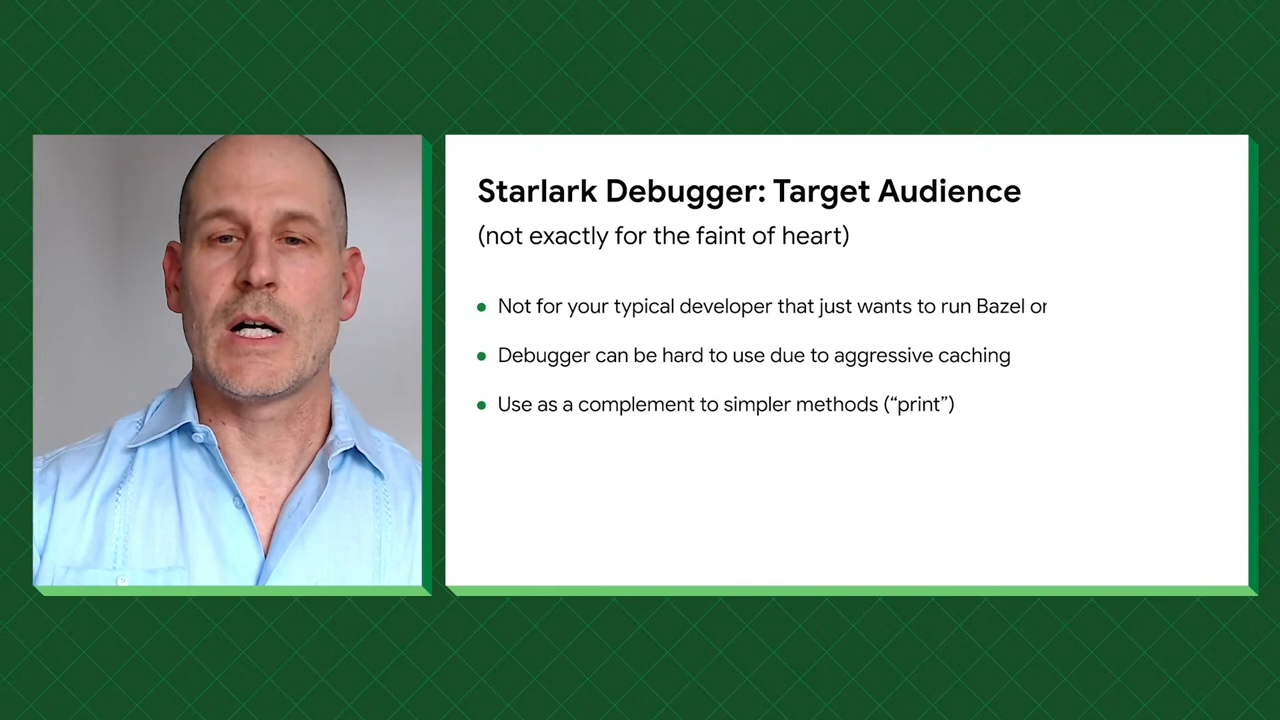 Starlark Debugger: Target Audience
(not exactly for the faint of heart)
Not for your typical developer that just wants to run Bazel or
Debugger can be hard to use due to aggressive caching
Use as a complement to simpler methods (“print”)